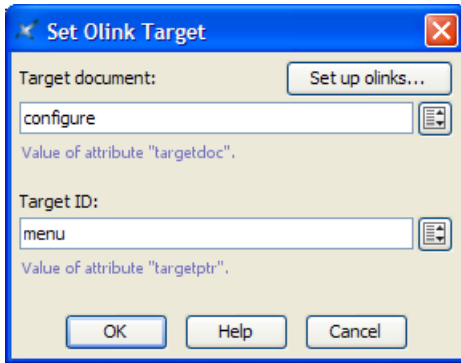 Set Olink Target
Target document:
Set up olinks...
configure
Value of attribute "targetdoc".
Target ID:
menu
Value of attribute "targetptr".
OK
Help
Cancel